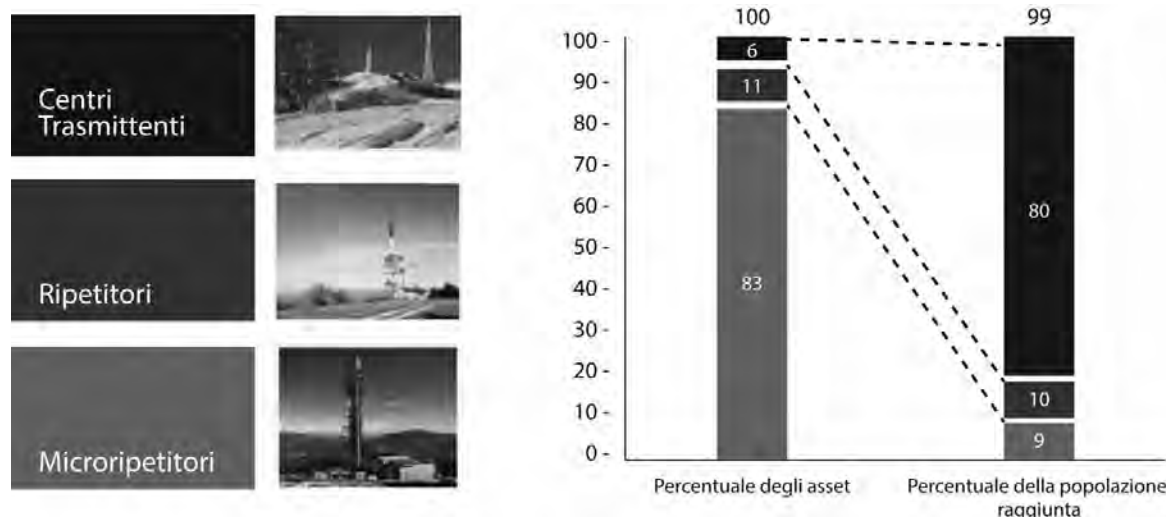 Centri
Trasmittenti
Ripetitori
Microripetitori
100
99
100 -
90 -
80 -
70 -
60 -
50 -
40 -
30 -
20 -
10 -
0 -
6
11
83
80
10
9
Percentuale degli asset
Percentuale della popolazione
raggiunta